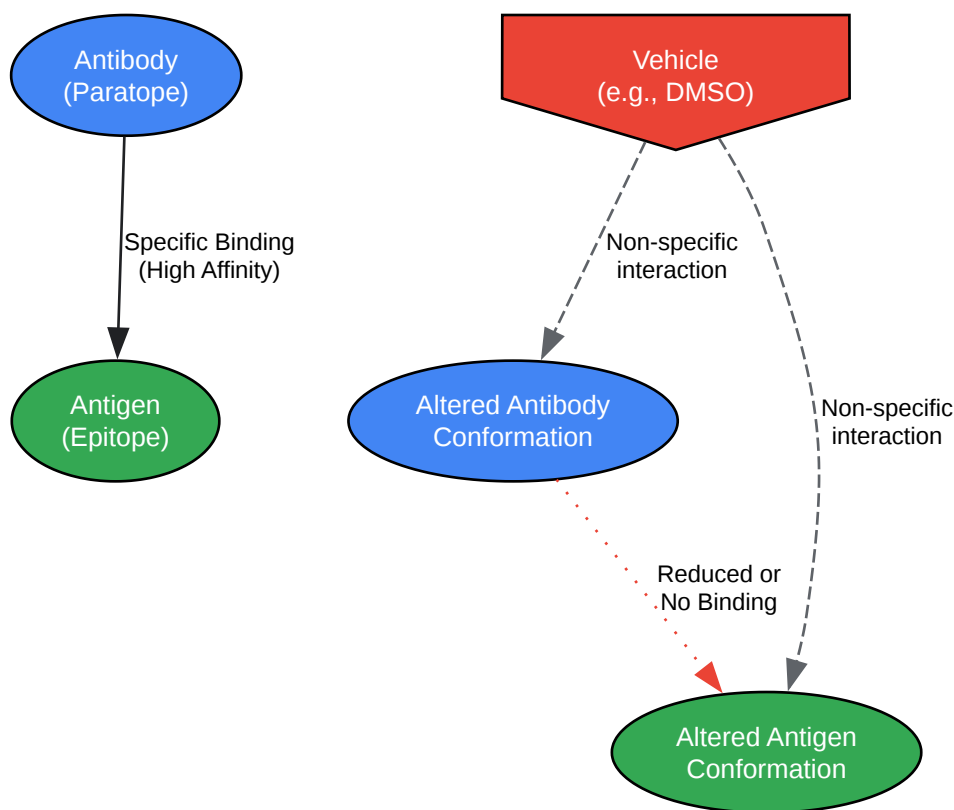 Antibody
(Paratope)
Vehicle
(e.g., DMSO)
Specific Binding
(High Affinity)
Non-specific
interaction
Antigen
(Epitope)
Altered Antibody
Conformation
Non-specific
interaction
Reduced or
No Binding
Altered Antigen
Conformation